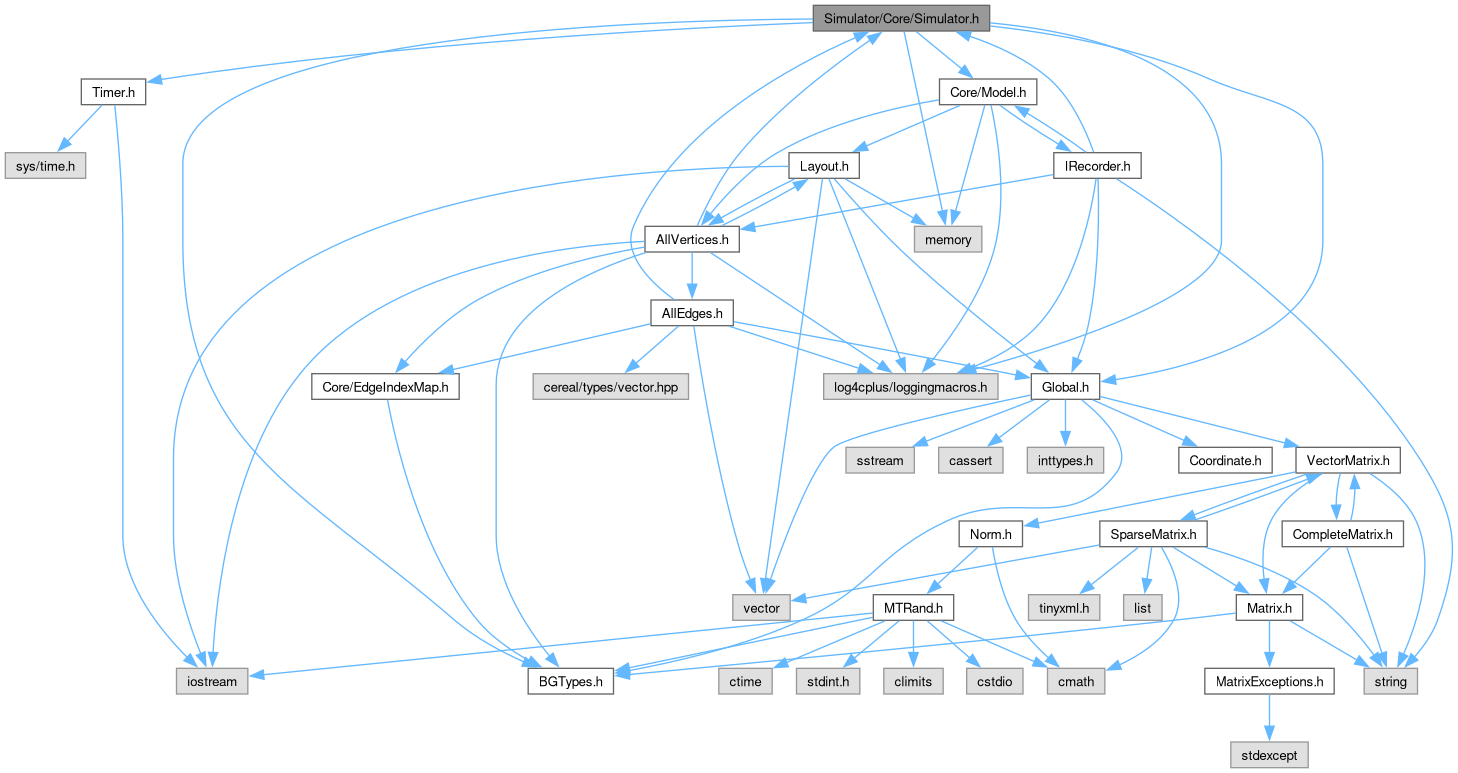 Simulator/Core/Simulator.h
Timer.h
Core/Model.h
sys/time.h
Layout.h
IRecorder.h
AllVertices.h
memory
AllEdges.h
Core/EdgeIndexMap.h
cereal/types/vector.hpp
log4cplus/loggingmacros.h
Global.h
sstream
cassert
inttypes.h
Coordinate.h
VectorMatrix.h
Norm.h
SparseMatrix.h
CompleteMatrix.h
vector
MTRand.h
tinyxml.h
list
Matrix.h
iostream
BGTypes.h
ctime
stdint.h
climits
cstdio
cmath
MatrixExceptions.h
string
stdexcept